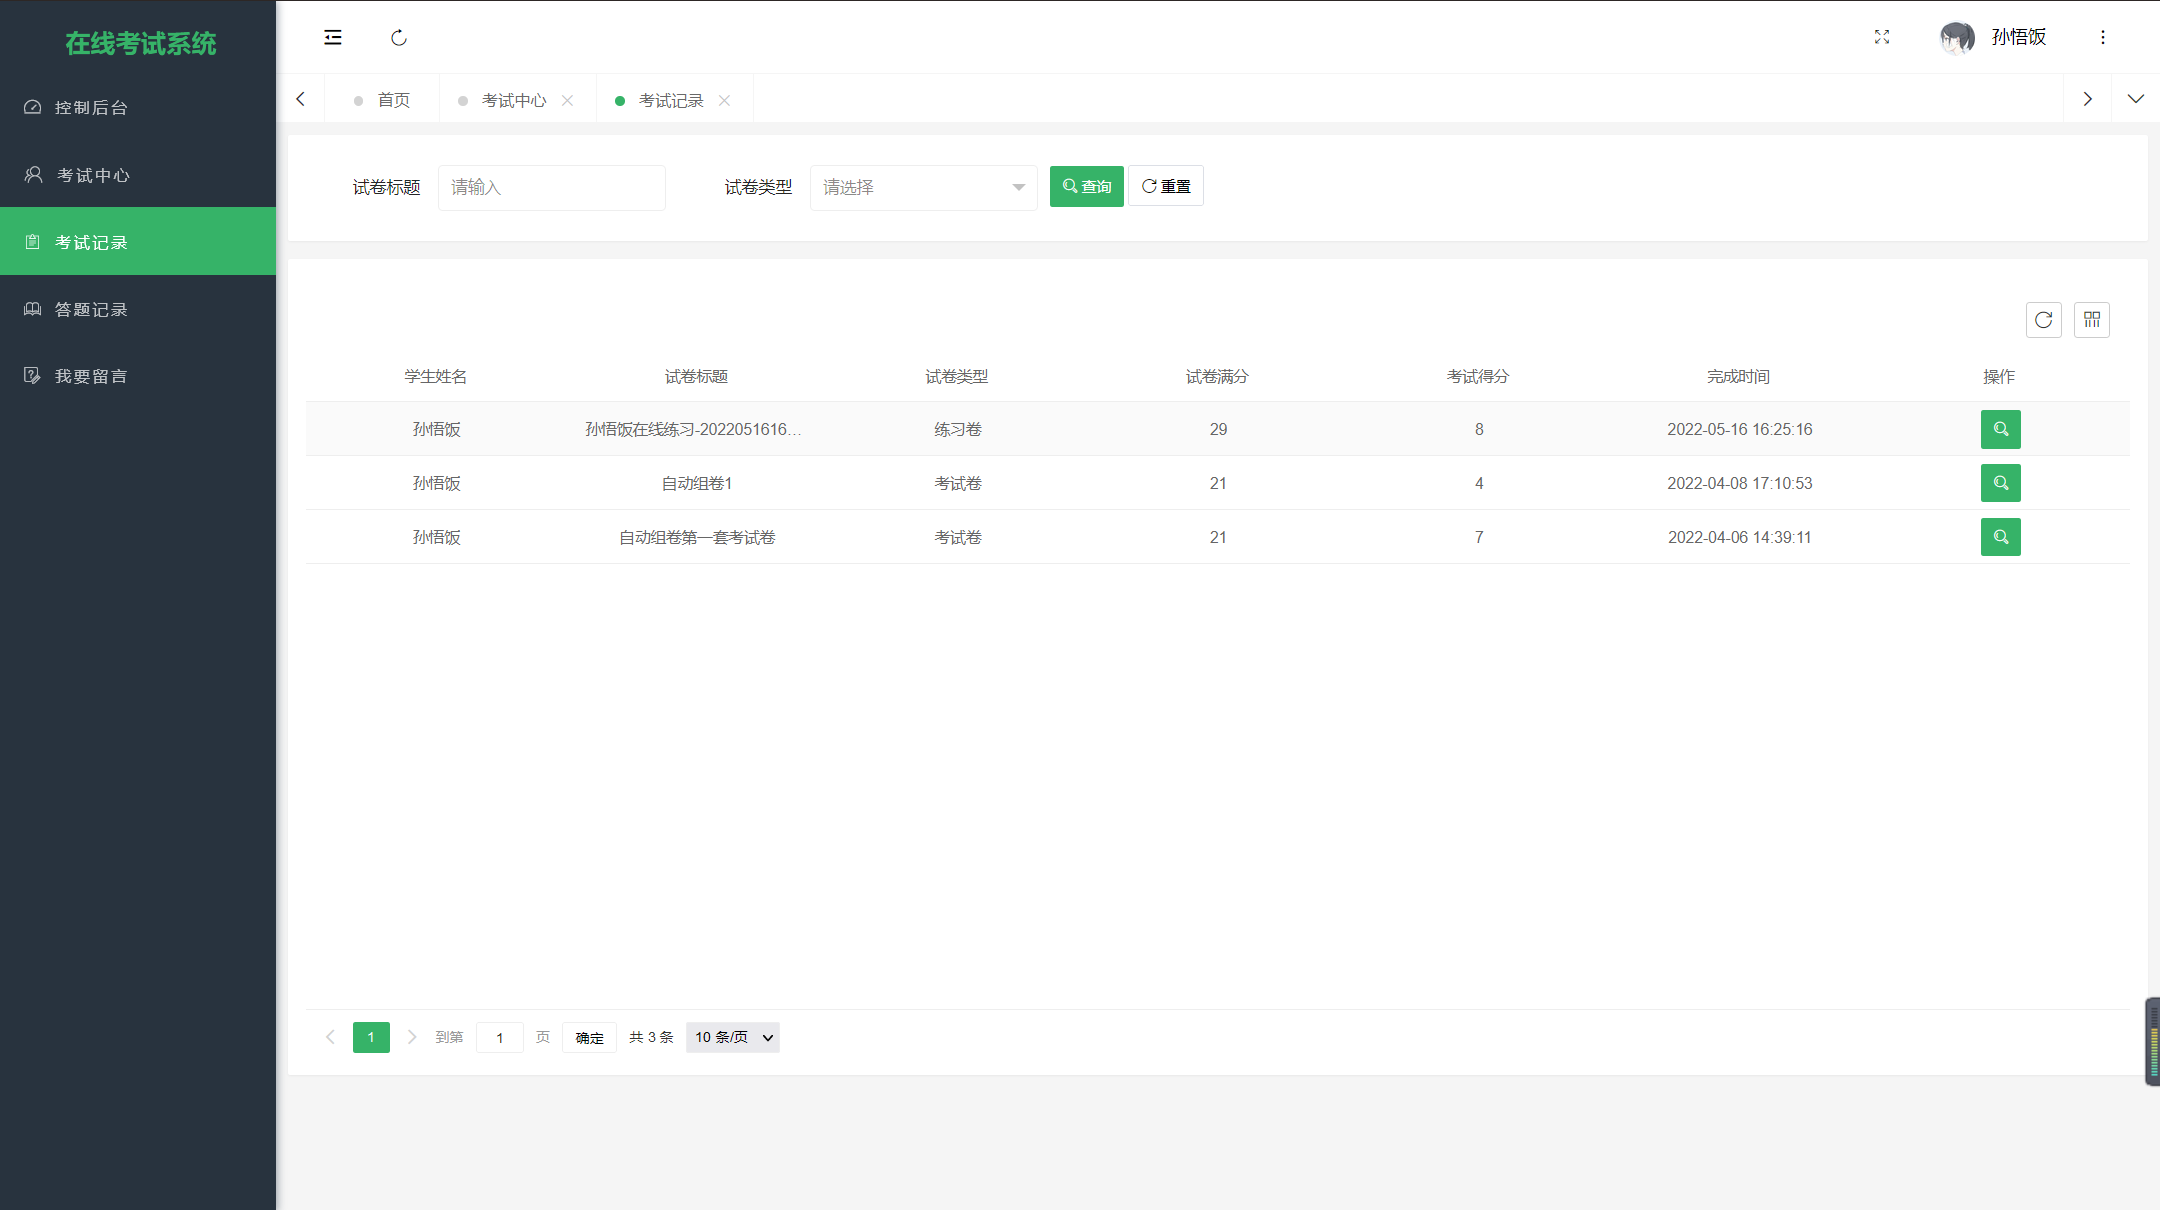 在线考试系统
控制后台
考试中心
考试记录
答题记录
我要留言
孙悟饭
首页
考试中心
考试记录
试卷标题 请输入 试卷类型 请选择 查询 重置
学生姓名 试卷标题 试卷类型 试卷满分 考试得分 完成时间 操作
孙悟饭 孙悟饭在线练习-2022051616... 练习卷 29 8 2022-05-16 16:25:16
孙悟饭 自动组卷1 考试卷 21 4 2022-04-08 17:10:53
孙悟饭 自动组卷第一套考试卷 考试卷 21 7 2022-04-06 14:39:11
1 到第 1 页 确定 共 3 条 10 条/页